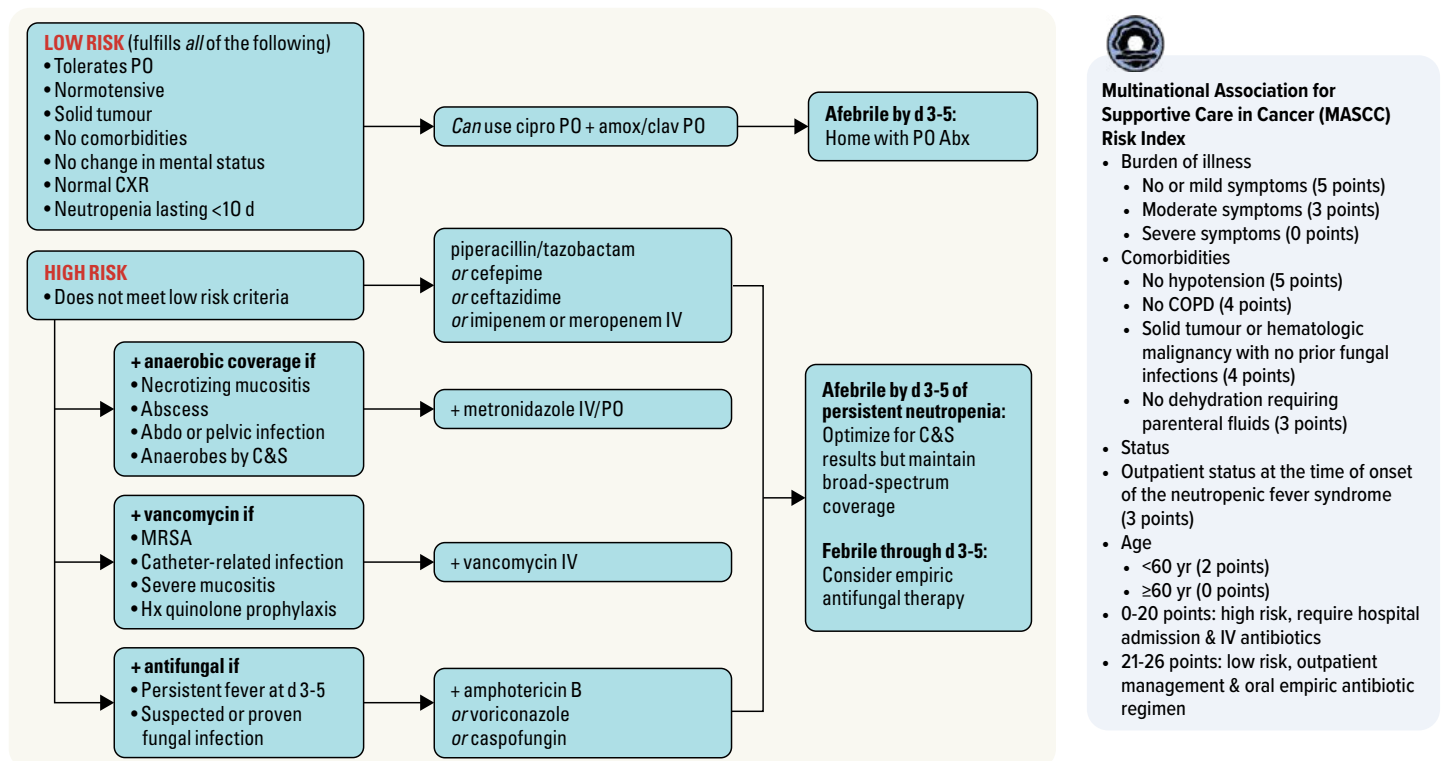 LOW RISK (fulfills all of the following)
• Tolerates PO
• Normotensive
• Solid tumour
• No comorbidities
• No change in mental status
• Normal CXR
• Neutropenia lasting <10 d
Can use cipro PO + amox/clav PO
Afebrile by d 3-5:
Home with PO Abx
HIGH RISK
• Does not meet low risk criteria
piperacillin/tazobactam
or cefepime
or ceftazidime
or imipenem or meropenem IV
+ anaerobic coverage if
• Necrotizing mucositis
• Abscess
• Abdo or pelvic infection
• Anaerobes by C&S
+ metronidazole IV/PO
+ vancomycin if
• MRSA
• Catheter-related infection
• Severe mucositis
• Hx quinolone prophylaxis
+ vancomycin IV
+ antifungal if
• Persistent fever at d 3-5
• Suspected or proven
fungal infection
+ amphotericin B
or voriconazole
or caspofungin
Afebrile by d 3-5 of
persistent neutropenia:
Optimize for C&S
results but maintain
broad-spectrum
coverage
Febrile through d 3-5:
Consider empiric
antifungal therapy
Multinational Association for
Supportive Care in Cancer (MASCC)
Risk Index
• Burden of illness
• No or mild symptoms (5 points)
• Moderate symptoms (3 points)
• Severe symptoms (0 points)
• Comorbidities
• No hypotension (5 points)
• No COPD (4 points)
• Solid tumour or hematologic
malignancy with no prior fungal
infections (4 points)
• No dehydration requiring
parenteral fluids (3 points)
• Status
• Outpatient status at the time of onset
of the neutropenic fever syndrome
(3 points)
• Age
• <60 yr (2 points)
• ≥60 yr (0 points)
• 0-20 points: high risk, require hospital
admission & IV antibiotics
• 21-26 points: low risk, outpatient
management & oral empiric antibiotic
regimen